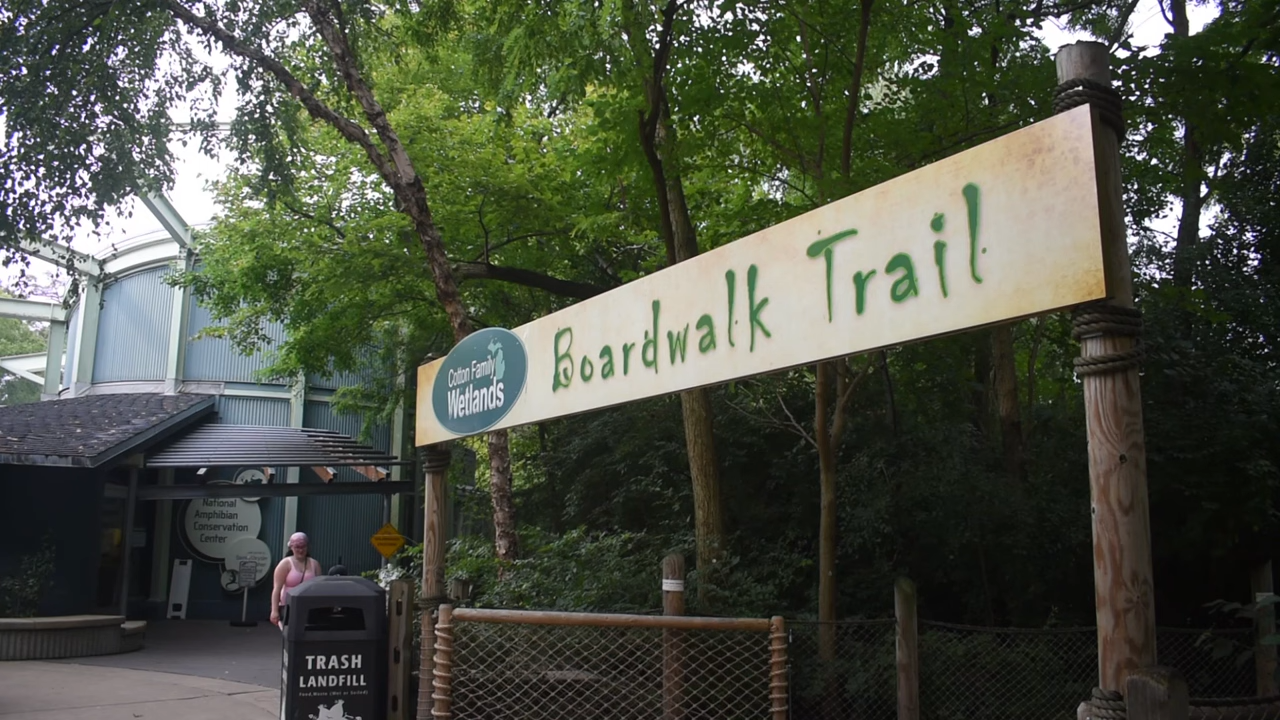 Boardwalk Trail
Cotton Family
Wetlands
National
Amphibian
Conservation
Center
TRASH
LANDFILL